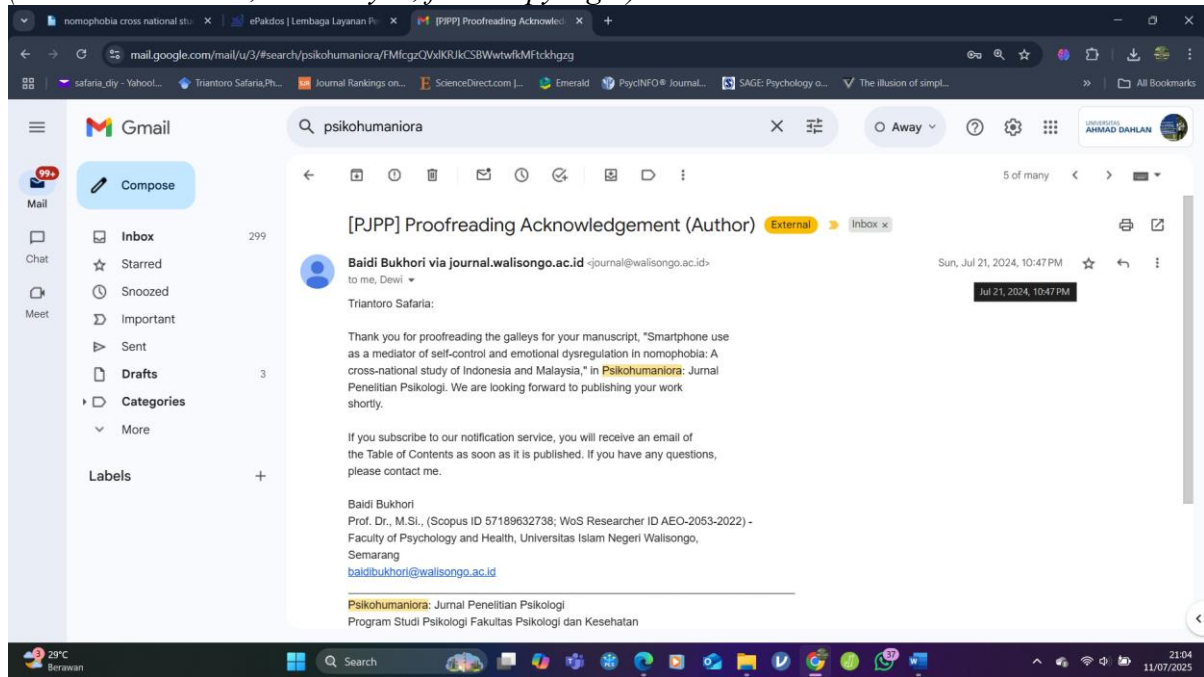 nomophobia cross national stu
ePakdos | Lembaga Layanan Pe
[PJPP] Proofreading Acknowled
mail.google.com/mail/u/3/#search/psikohumaniora/FMfcgzQVxlKRJkCSBWwtwfkMFtckhgzg
safaria_diy - Yahoo!...
Triantoro Safaria,Ph...
Journal Rankings on...
ScienceDirect.com |...
Emerald
PsycINFO® Journal...
SAGE: Psychology o...
The illusion of simpl...
All Bookmarks
Gmail
psikohumaniora
Away
UNIVERSITAS
AHMAD DAHLAN
99+
Mail
Chat
Meet
Compose
Inbox 299
Starred
Snoozed
Important
Sent
Drafts 3
Categories
More
Labels
5 of many
[PJPP] Proofreading Acknowledgement (Author) External Inbox x
Baidi Bukhori via journal.walisongo.ac.id <journal@walisongo.ac.id>
Sun, Jul 21, 2024, 10:47 PM
to me, Dewi
Jul 21, 2024, 10:47 PM
Triantoro Safaria:
Thank you for proofreading the galleys for your manuscript, "Smartphone use
as a mediator of self-control and emotional dysregulation in nomophobia: A
cross-national study of Indonesia and Malaysia," in Psikohumaniora: Jurnal
Penelitian Psikologi. We are looking forward to publishing your work
shortly.
If you subscribe to our notification service, you will receive an email of
the Table of Contents as soon as it is published. If you have any questions,
please contact me.
Baidi Bukhori
Prof. Dr., M.Si., (Scopus ID 57189632738; WoS Researcher ID AEO-2053-2022) -
Faculty of Psychology and Health, Universitas Islam Negeri Walisongo,
Semarang
baidibukhori@walisongo.ac.id
Psikohumaniora: Jurnal Penelitian Psikologi
Program Studi Psikologi Fakultas Psikologi dan Kesehatan
3
29°C
Berawan
Search
37
21:04
11/07/2025